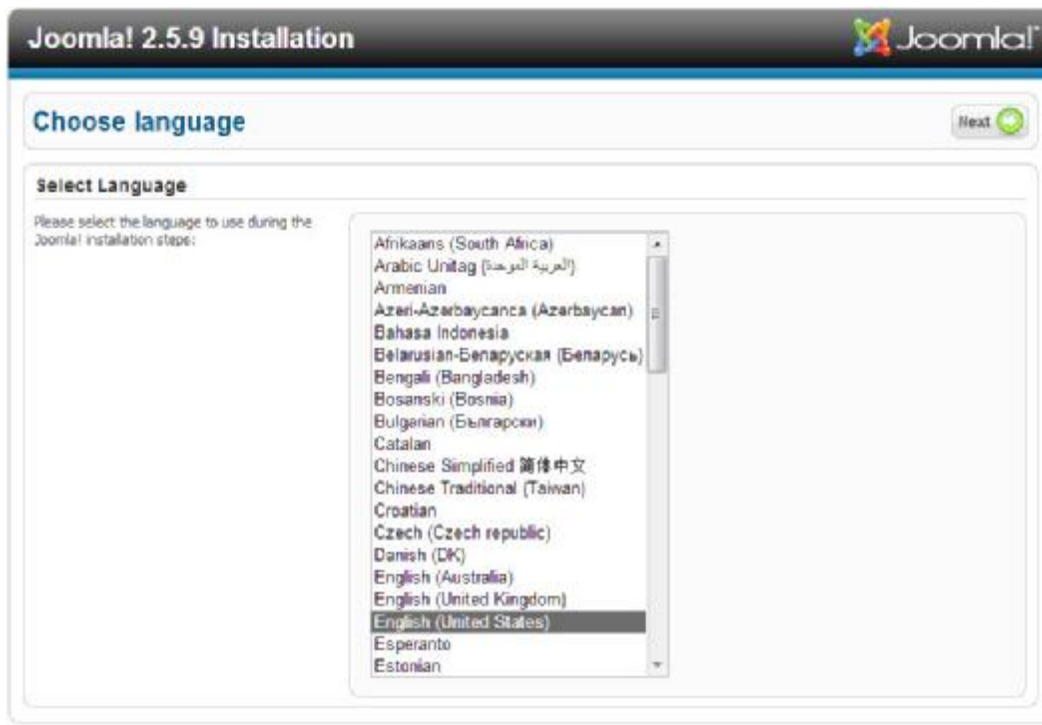 Joomla! 2.5.9 Installation
Joomla!
Choose language
Next
Select Language
Please select the language to use during the
Joomla! installation steps:
Afrikaans (South Africa)
Arabic Unitag (العربية الموحدة)
Armenian
Azeri-Azərbaycanca (Azərbaycan)
Bahasa Indonesia
Belarusian-Беларуская (Беларусь)
Bengali (Bangladesh)
Bosanski (Bosnia)
Bulgarian (Български)
Catalan
Chinese Simplified 简体中文
Chinese Traditional (Taiwan)
Croatian
Czech (Czech republic)
Danish (DK)
English (Australia)
English (United Kingdom)
English (United States)
Esperanto
Estonian